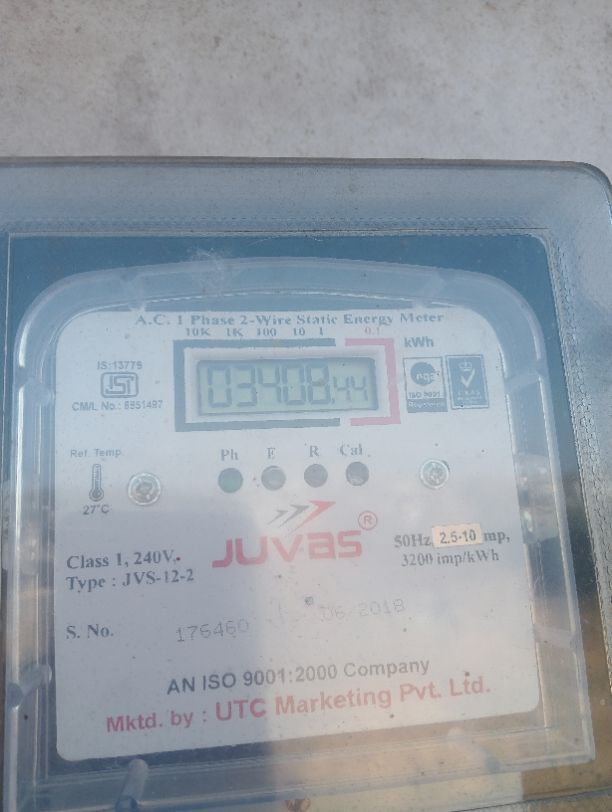 A.C. 1 Phase 2-Wire Static Energy Meter
10K 1K 100 10 1 0.1
kWh
IS:13779
03408.44
ISO 9001
CM/L No.: 8851497
Ref. Temp.
Ph E R Cal
27°C
JUVAS®
50Hz, 2.5-10 mp,
Class 1, 240V.
3200 imp/kWh
Type : JVS-12-2
S. No. 176460 06/2018
AN ISO 9001:2000 Company
Mktd. by : UTC Marketing Pvt. Ltd.